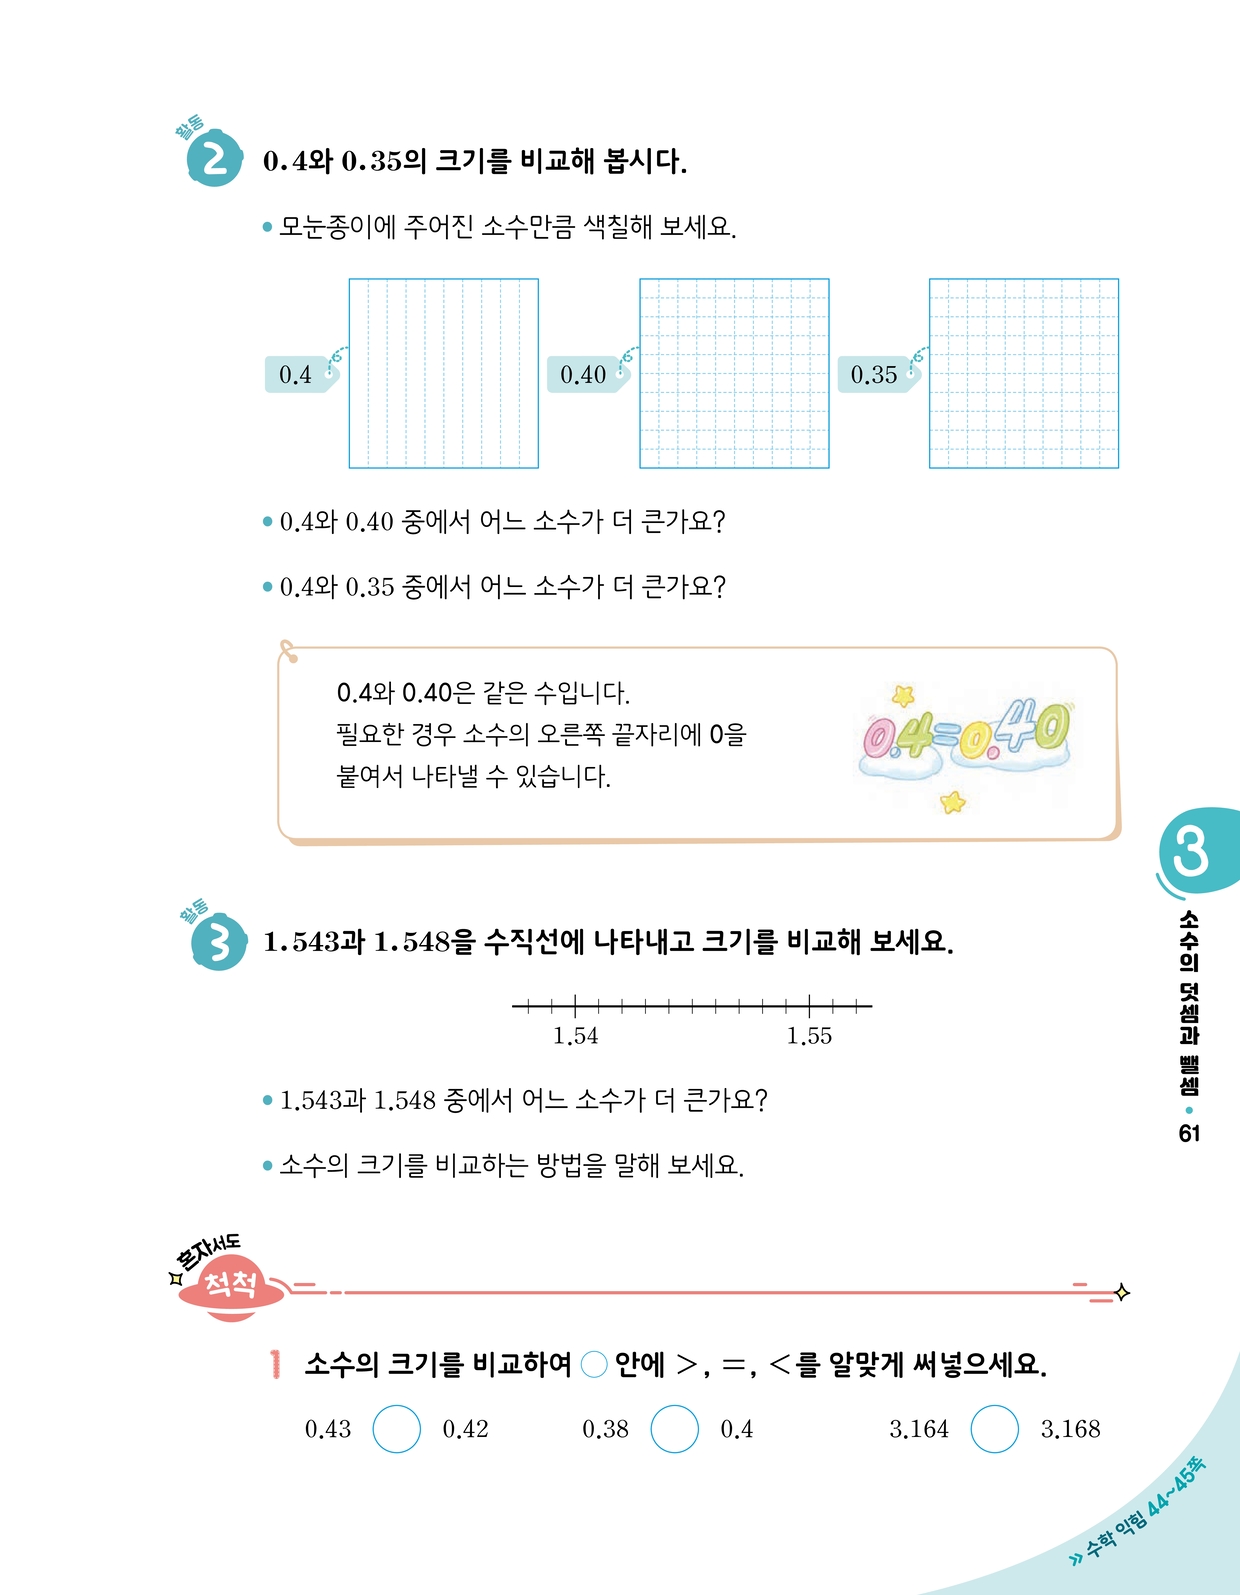 활동
2 0.4와 0.35의 크기를 비교해 봅시다.
• 모눈종이에 주어진 소수만큼 색칠해 보세요.
0.4 0.40 0.35
• 0.4와 0.40 중에서 어느 소수가 더 큰가요?
• 0.4와 0.35 중에서 어느 소수가 더 큰가요?
0.4와 0.40은 같은 수입니다.
필요한 경우 소수의 오른쪽 끝자리에 0을
붙여서 나타낼 수 있습니다.
0.4=0.40
활동
3 1.543과 1.548을 수직선에 나타내고 크기를 비교해 보세요.
1.54 1.55
• 1.543과 1.548 중에서 어느 소수가 더 큰가요?
• 소수의 크기를 비교하는 방법을 말해 보세요.
3
소수의 덧셈과 뺄셈 • 61
혼자서도
척척
1 소수의 크기를 비교하여 ○ 안에 >, =, <를 알맞게 써넣으세요.
0.43 ○ 0.42 0.38 ○ 0.4 3.164 ○ 3.168
» 수학 익힘 44~45쪽